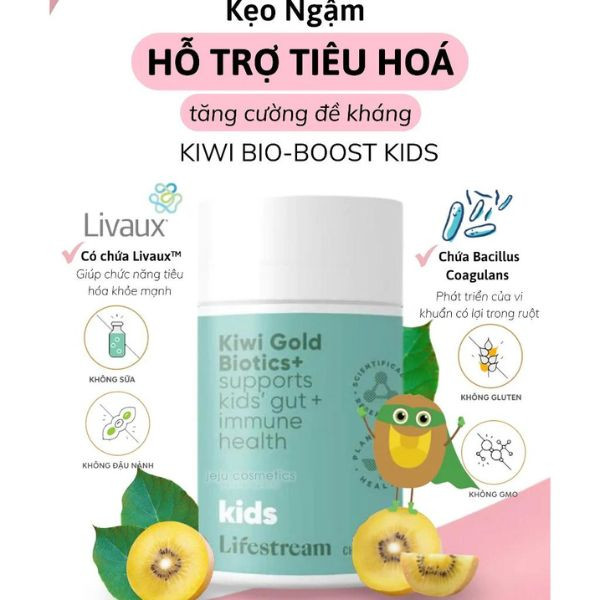 Kẹo Ngậm
HỖ TRỢ TIÊU HOÁ
tăng cường đề kháng
KIWI BIO-BOOST KIDS
Livaux™
Có chứa Livaux™
Giúp chức năng tiêu
hóa khỏe mạnh
Chứa Bacillus
Coagulans
Phát triển của vi
khuẩn có lợi trong ruột
KHÔNG SỮA
KHÔNG ĐẬU NÀNH
KHÔNG GLUTEN
KHÔNG GMO
Kiwi Gold
Biotics+
supports
kids' gut +
immune
health
jeju cosmetics
kids
Lifestream